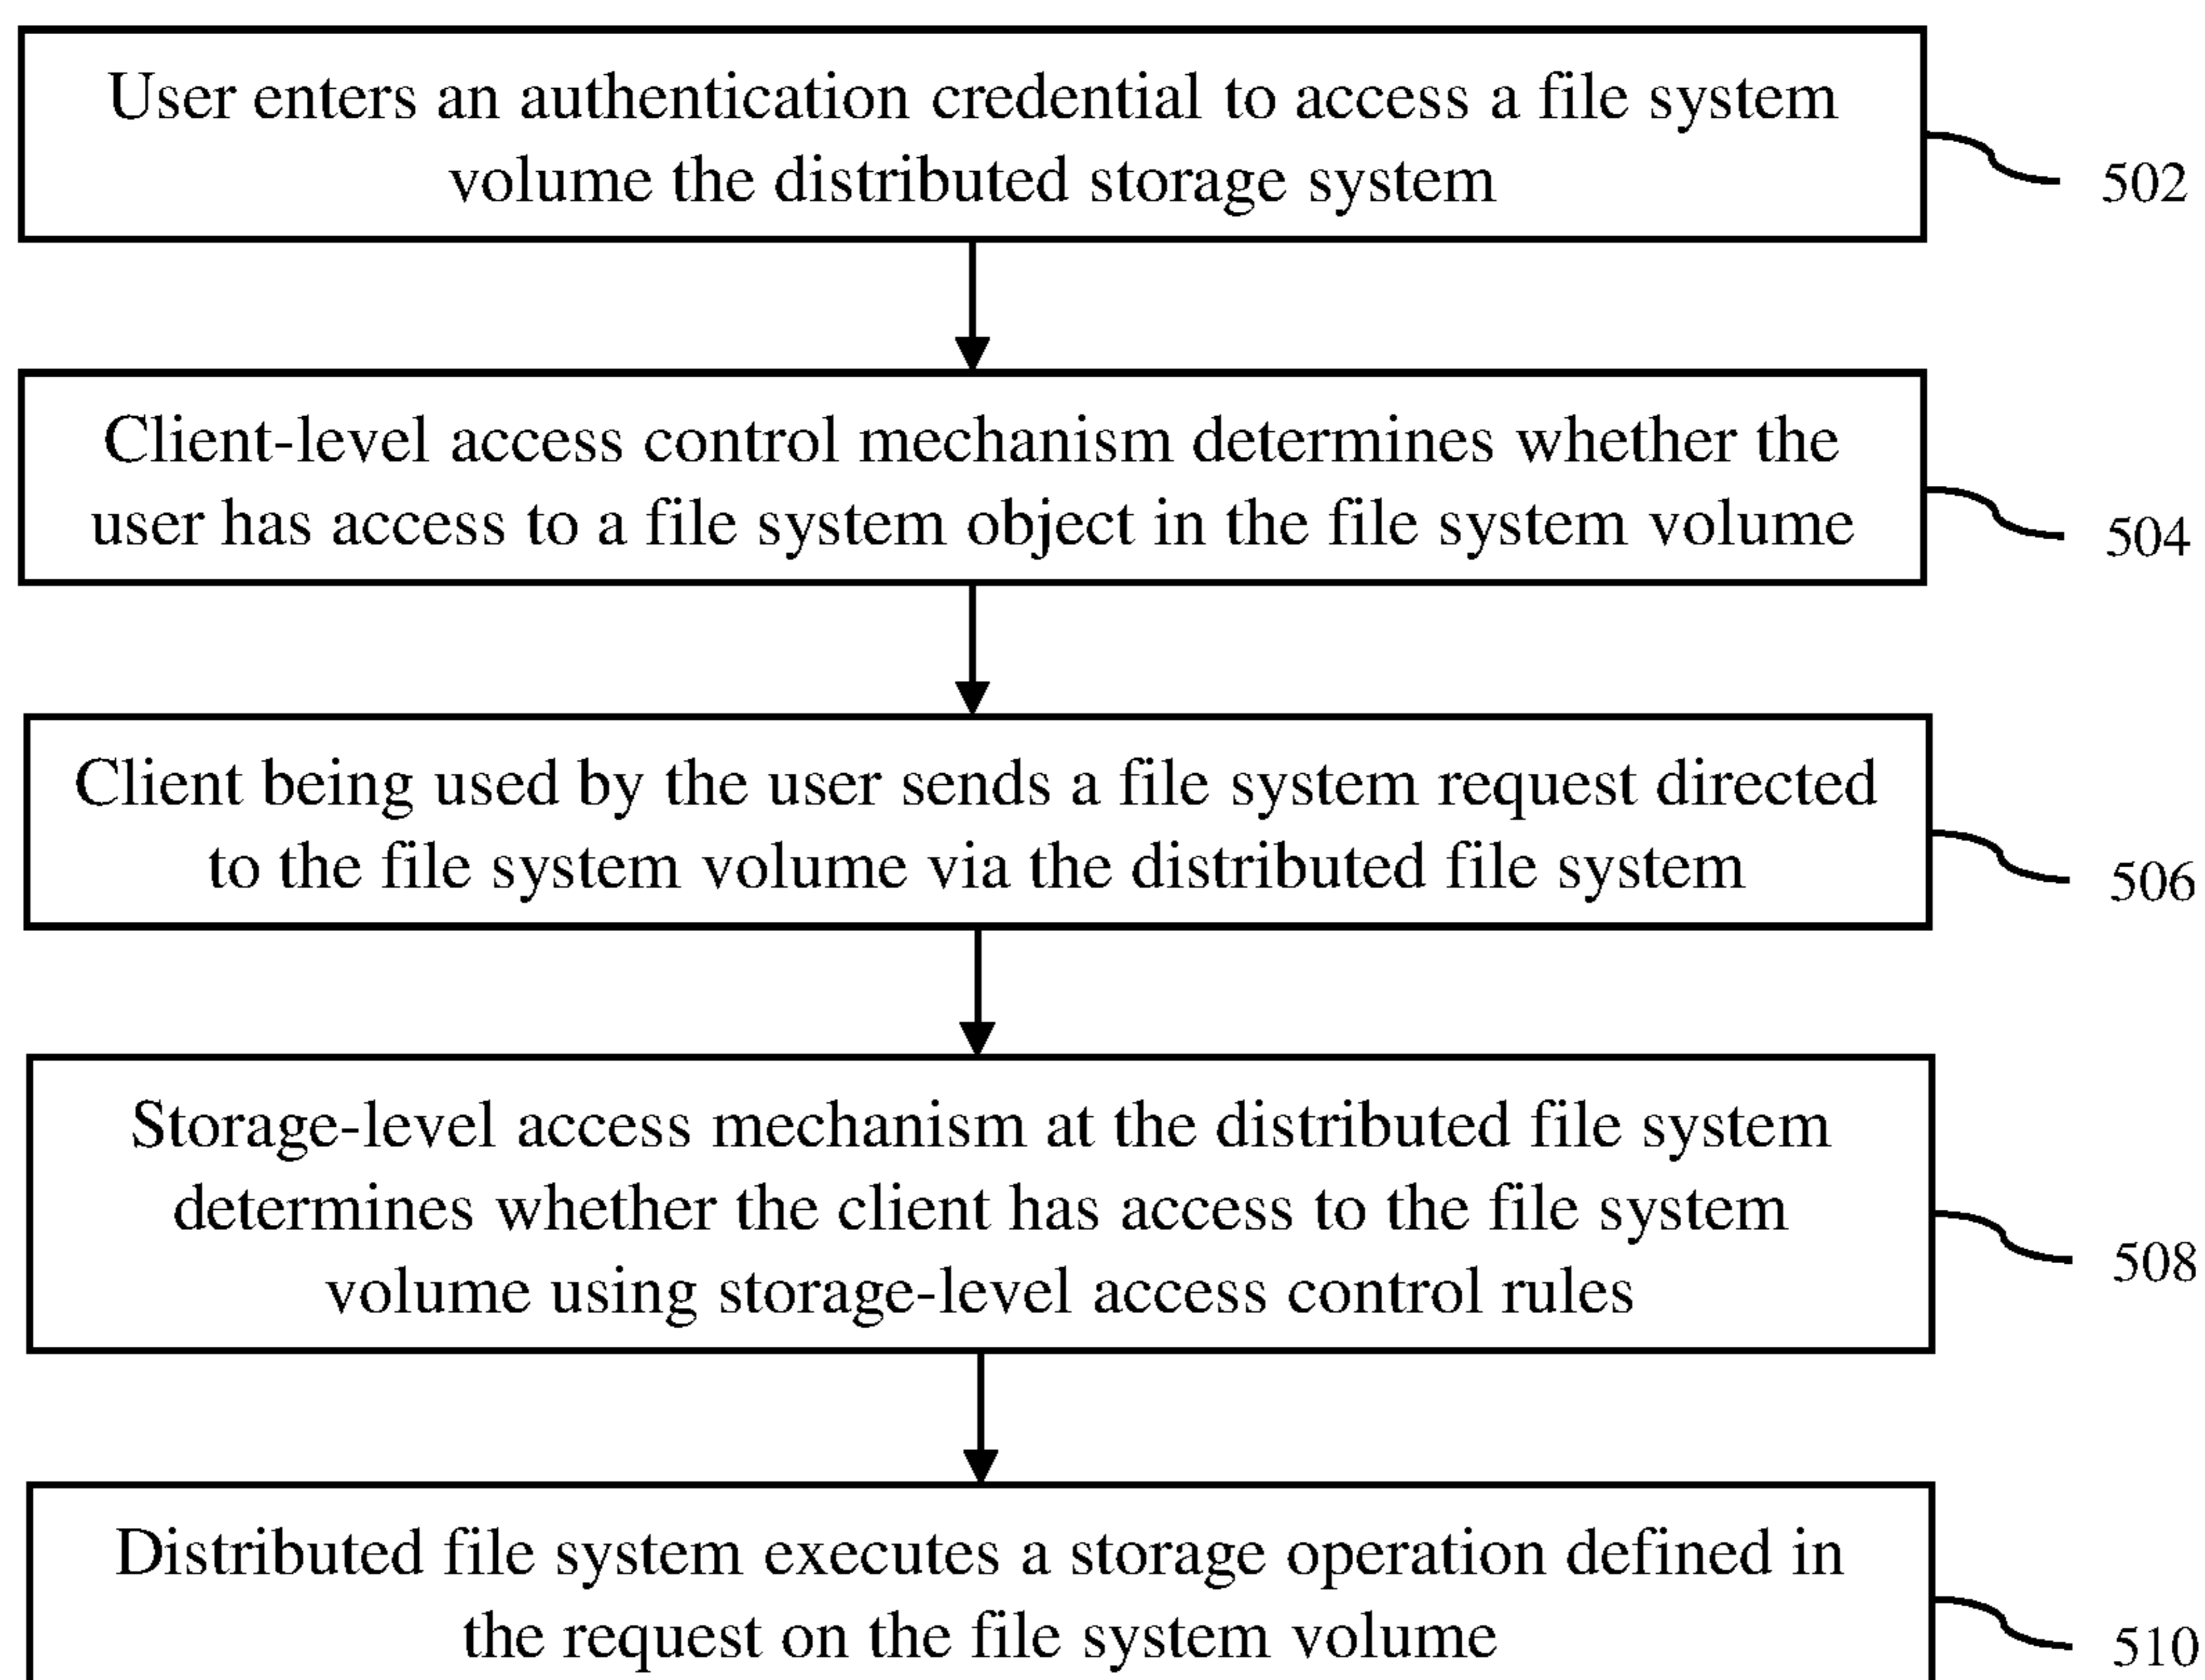 User enters an authentication credential to access a file system
volume the distributed storage system
502
Client-level access control mechanism determines whether the
user has access to a file system object in the file system volume
504
Client being used by the user sends a file system request directed
to the file system volume via the distributed file system
506
Storage-level access mechanism at the distributed file system
determines whether the client has access to the file system
volume using storage-level access control rules
508
Distributed file system executes a storage operation defined in
the request on the file system volume
510